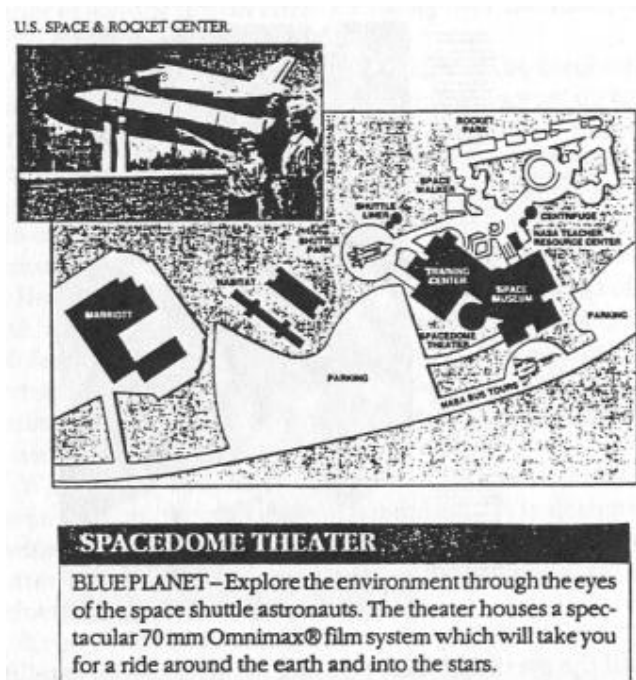 U.S. SPACE & ROCKET CENTER
ROCKET
PARK
SPACE
WALKER
SHUTTLE
LINER
CENTRIFUGE
NASA TEACHER
RESOURCE CENTER
SHUTTLE
PARK
TRAINING
CENTER
HABITAT
SPACE
MUSEUM
MARRIOTT
PARKING
SPACEDOME
THEATER
PARKING
NASA BUS TOURS
SPACEDOME THEATER
BLUE PLANET – Explore the environment through the eyes
of the space shuttle astronauts. The theater houses a spec-
tacular 70 mm Omnimax® film system which will take you
for a ride around the earth and into the stars.